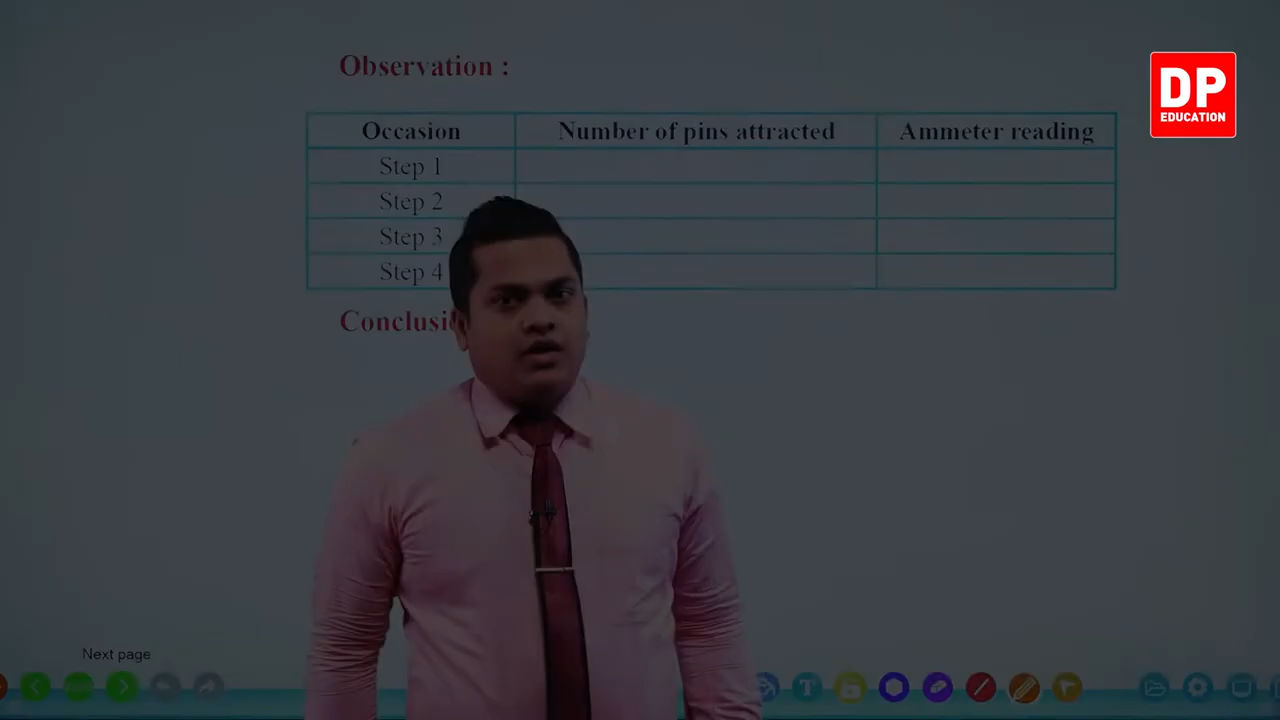 Observation :
DP
EDUCATION
Occasion Number of pins attracted Ammeter reading
Step 1
Step 2
Step 3
Step 4
Conclusi
Next page
T